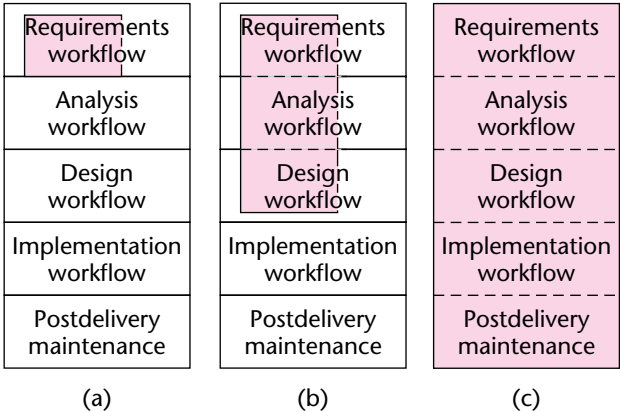 Requirements
workflow
Analysis
workflow
Design
workflow
Implementation
workflow
Postdelivery
maintenance
(a)
Requirements
workflow
Analysis
workflow
Design
workflow
Implementation
workflow
Postdelivery
maintenance
(b)
Requirements
workflow
Analysis
workflow
Design
workflow
Implementation
workflow
Postdelivery
maintenance
(c)